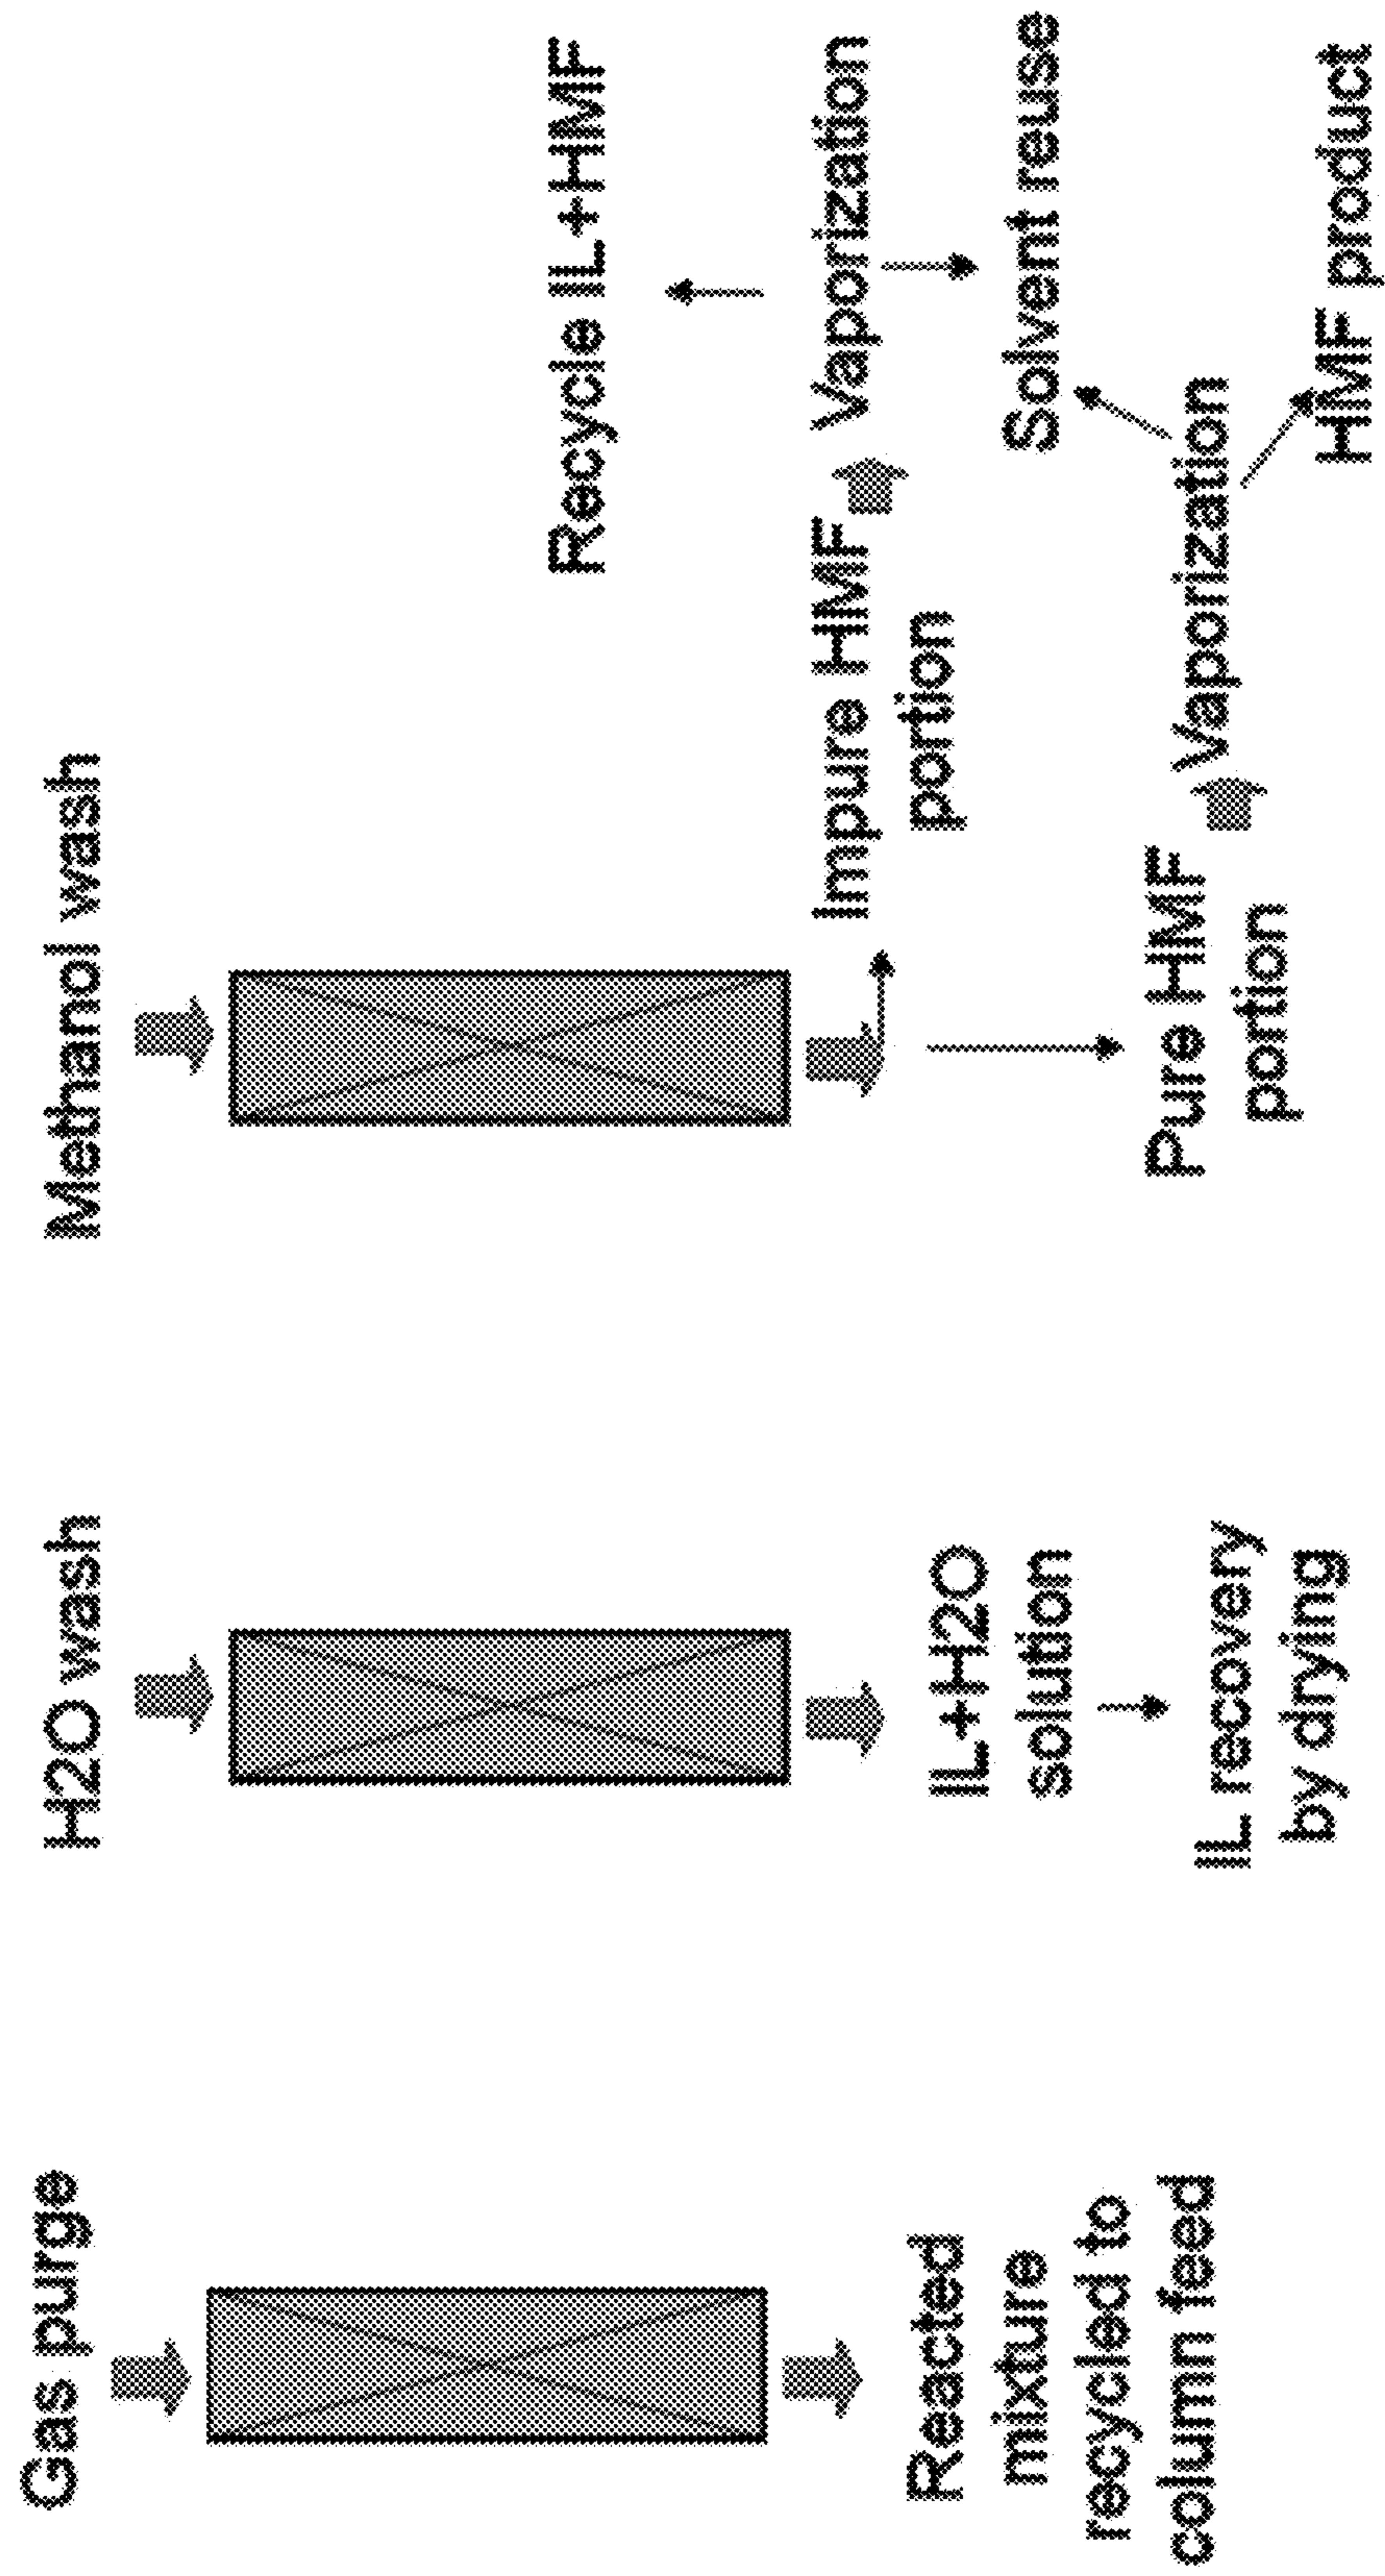 Gas purge
Reacted
mixture
recycled to
column feed
H2O wash
IL+H2O
solution
IL recovery
by drying
Methanol wash
Recycle IL+HMF
Impure HMF
portion
Vaporization
Solvent reuse
Pure HMF
portion
Vaporization
HMF product